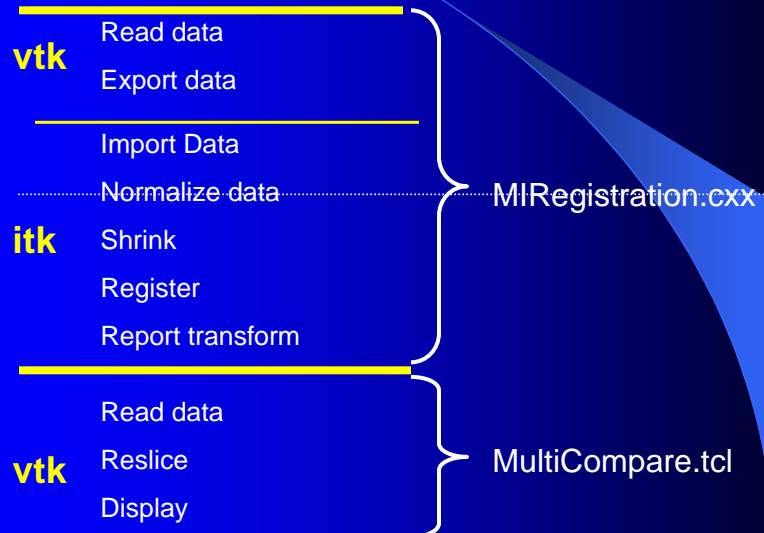 Read data
vtk
Export data
Import Data
Normalize data
MIRegistration.cxx
itk
Shrink
Register
Report transform
Read data
vtk
Reslice
MultiCompare.tcl
Display